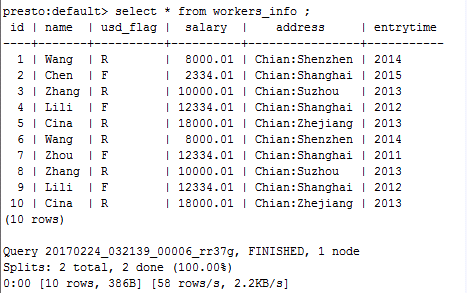 presto:default> select * from workers_info ;
 id | name  | usd_flag |  salary  |    address     | entrytime
----+-------+----------+----------+----------------+-----------
  1 | Wang  | R        |  8000.01 | Chian:Shenzhen | 2014
  2 | Chen  | F        |  2334.01 | Chian:Shanghai | 2015
  3 | Zhang | R        | 10000.01 | Chian:Suzhou   | 2013
  4 | Lili  | F        | 12334.01 | Chian:Shanghai | 2012
  5 | Cina  | R        | 18000.01 | Chian:Zhejiang | 2013
  6 | Wang  | R        |  8000.01 | Chian:Shenzhen | 2014
  7 | Zhou  | F        | 12334.01 | Chian:Shanghai | 2011
  8 | Zhang | R        | 10000.01 | Chian:Suzhou   | 2013
  9 | Lili  | F        | 12334.01 | Chian:Shanghai | 2012
 10 | Cina  | R        | 18000.01 | Chian:Zhejiang | 2013
(10 rows)

Query 20170224_032139_00006_rr37g, FINISHED, 1 node
Splits: 2 total, 2 done (100.00%)
0:00 [10 rows, 386B] [58 rows/s, 2.2KB/s]